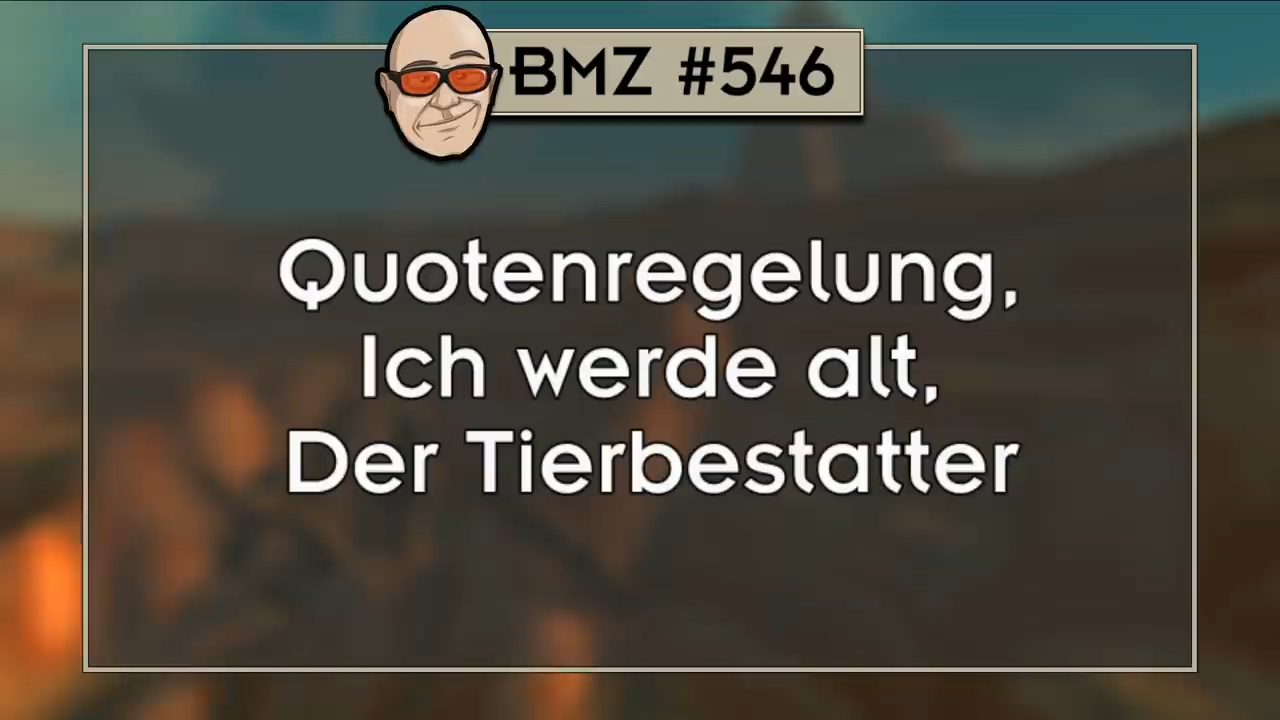 BMZ #546
Quotenregelung,
Ich werde alt,
Der Tierbestatter